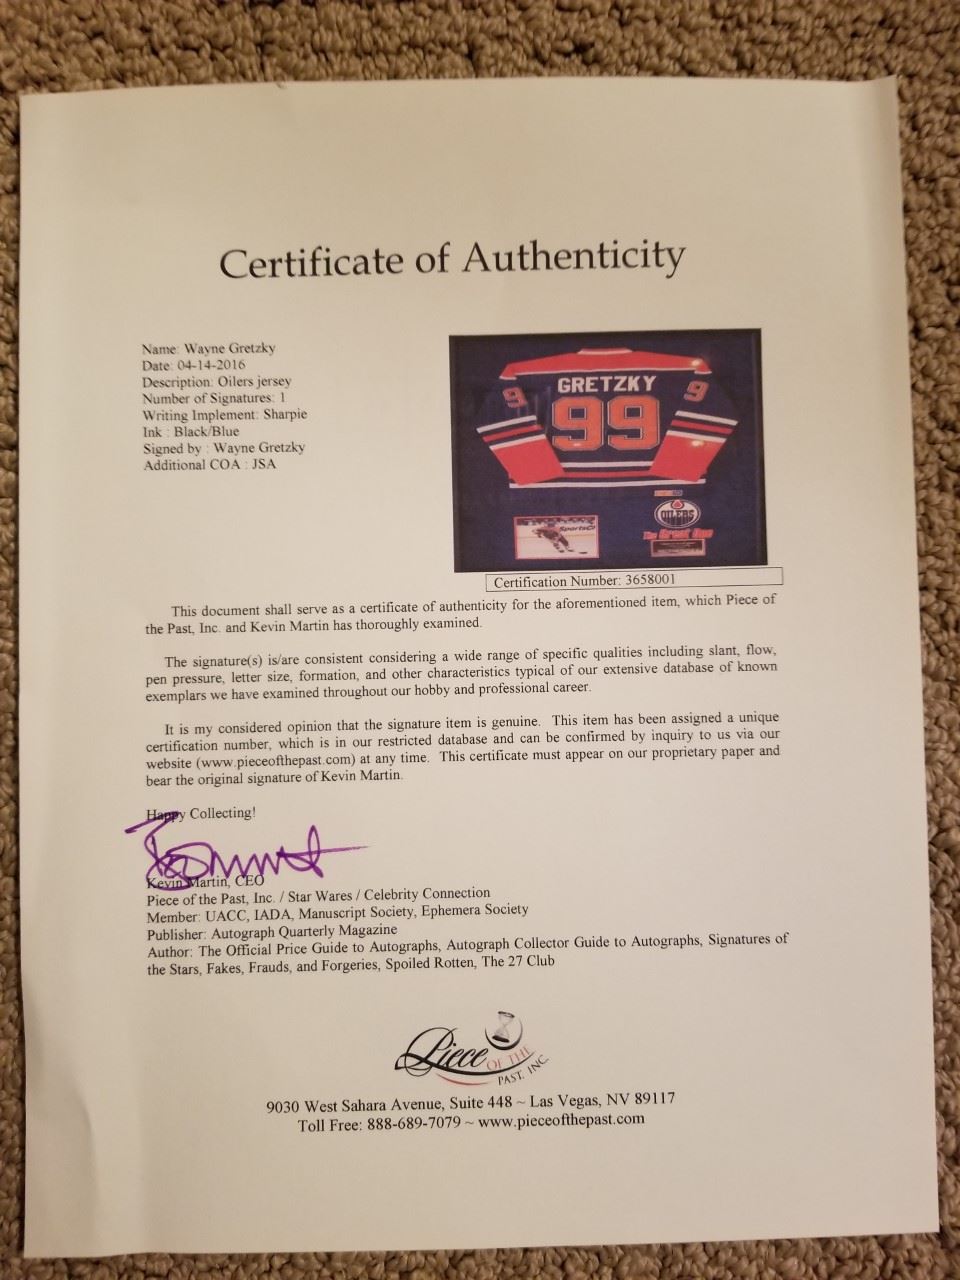 Certificate of Authenticity
Name: Wayne Gretzky
Date: 04-14-2016
Description: Oilers jersey
Number of Signatures: 1
Writing Implement: Sharpie
Ink : Black/Blue
Signed by : Wayne Gretzky
Additional COA : JSA
9
GRETZKY
9
99
SportsCe
OILERS
The Great One
Certification Number: 3658001
This document shall serve as a certificate of authenticity for the aforementioned item, which Piece of
the Past, Inc. and Kevin Martin has thoroughly examined.
The signature(s) is/are consistent considering a wide range of specific qualities including slant, flow,
pen pressure, letter size, formation, and other characteristics typical of our extensive database of known
exemplars we have examined throughout our hobby and professional career.
It is my considered opinion that the signature item is genuine. This item has been assigned a unique
certification number, which is in our restricted database and can be confirmed by inquiry to us via our
website (www.pieceofthepast.com) at any time. This certificate must appear on our proprietary paper and
bear the original signature of Kevin Martin.
Happy Collecting!
Kevin Martin, CEO
Piece of the Past, Inc. / Star Wares / Celebrity Connection
Member: UACC, IADA, Manuscript Society, Ephemera Society
Publisher: Autograph Quarterly Magazine
Author: The Official Price Guide to Autographs, Autograph Collector Guide to Autographs, Signatures of
the Stars, Fakes, Frauds, and Forgeries, Spoiled Rotten, The 27 Club
Piece OF THE
PAST, INC.
9030 West Sahara Avenue, Suite 448 ~ Las Vegas, NV 89117
Toll Free: 888-689-7079 ~ www.pieceofthepast.com